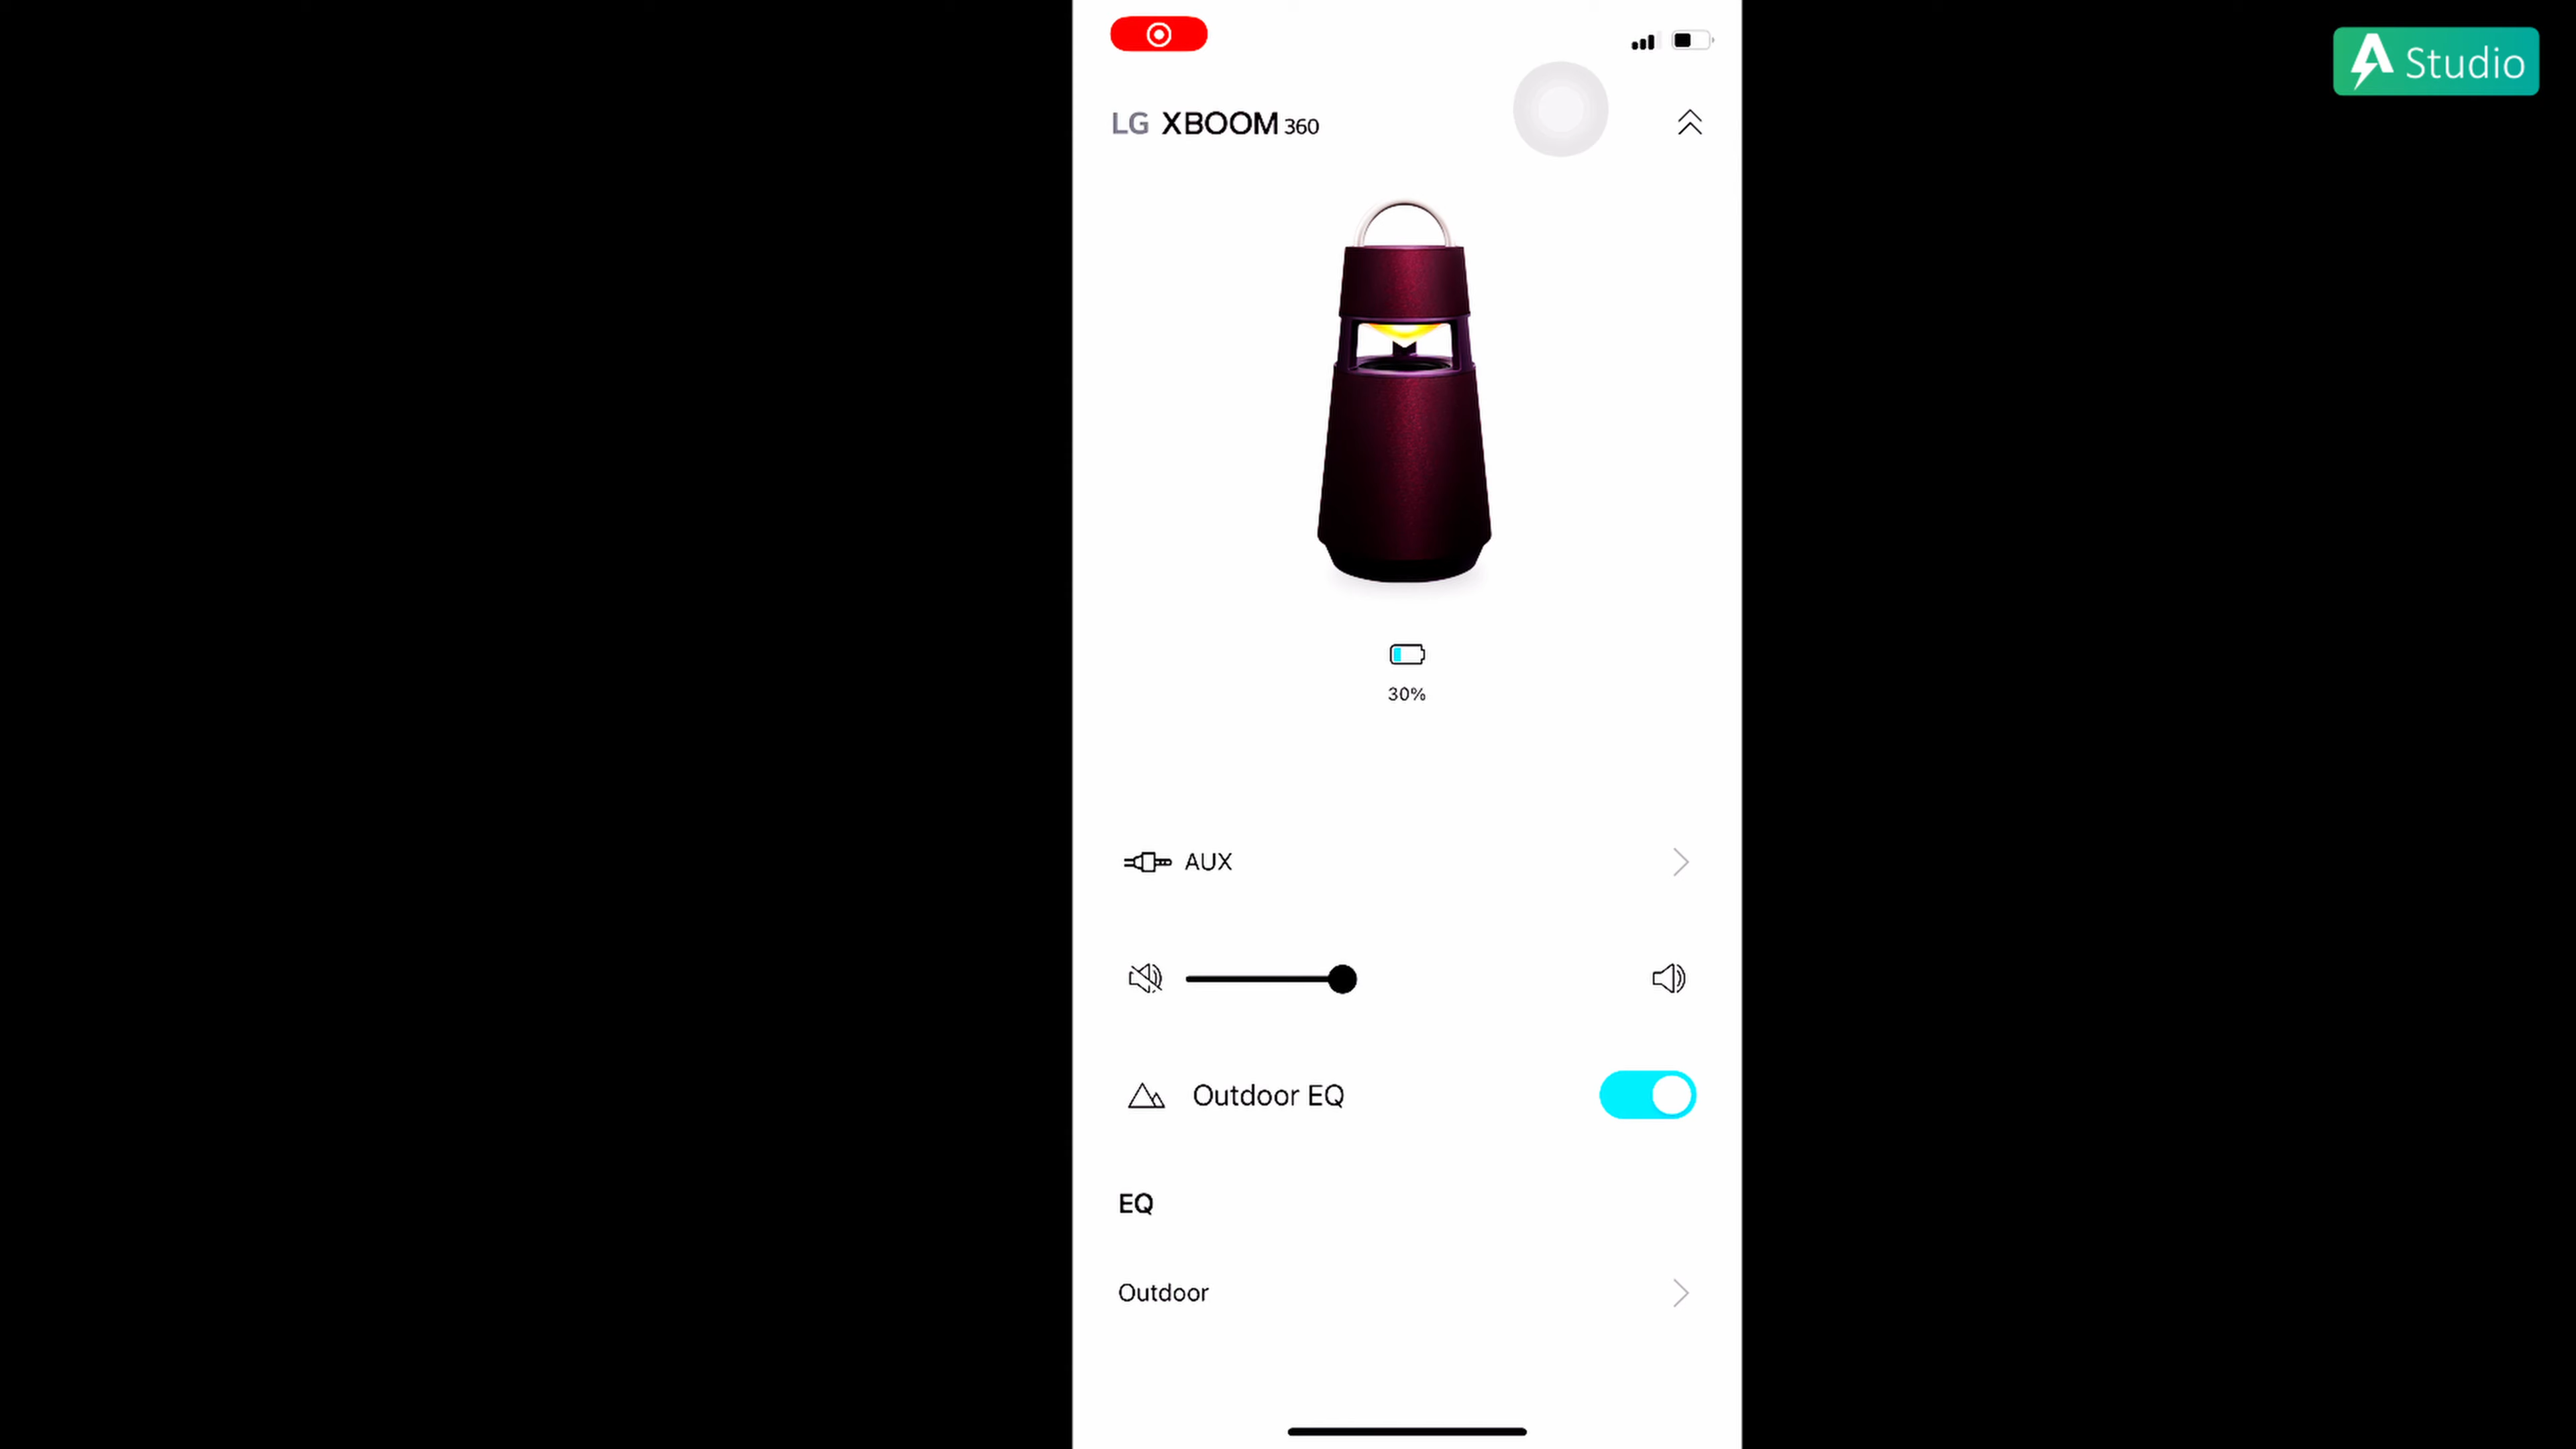 Studio
LG XBOOM 360
30%
AUX
Outdoor EQ
EQ
Outdoor